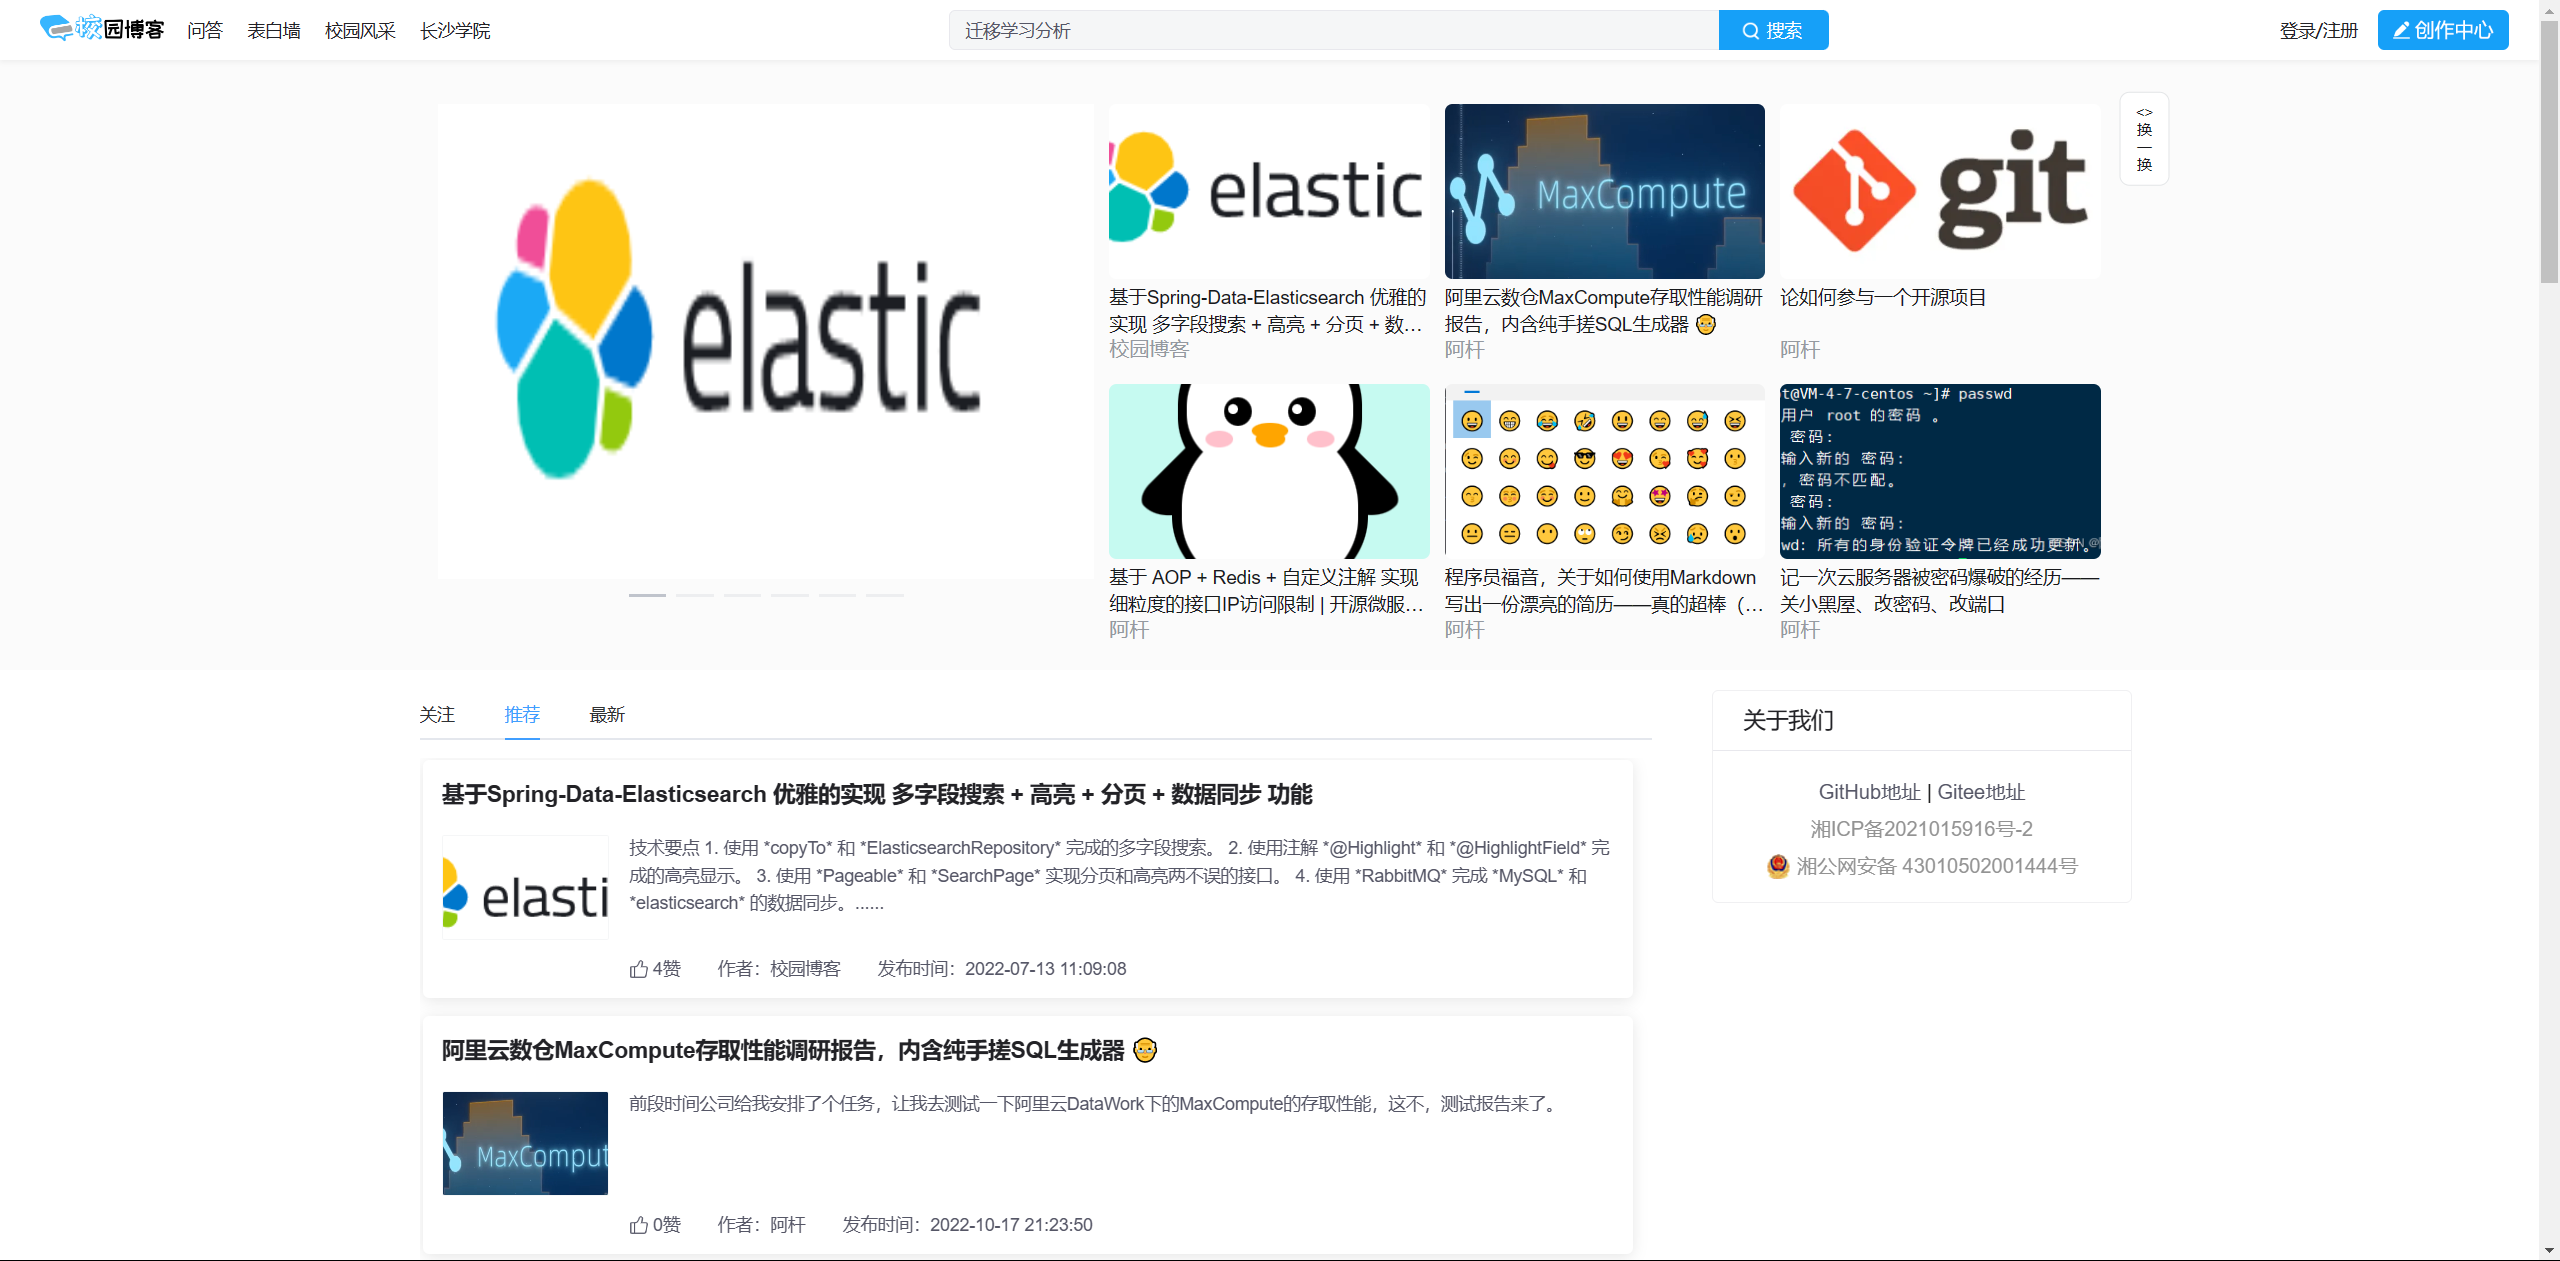 校园博客 问答 表白墙 校园风采 长沙学院 迁移学习分析 搜索 登录/注册 创作中心
elastic
elastic
MaxCompute
git
<>
换
一
换
基于Spring-Data-Elasticsearch 优雅的
实现 多字段搜索 + 高亮 + 分页 + 数...
校园博客
阿里云数仓MaxCompute存取性能调研
报告，内含纯手搓SQL生成器
阿杆
论如何参与一个开源项目
阿杆
t@VM-4-7-centos ~]# passwd
用户 root 的密码 。
密码：
输入新的 密码：
，密码不匹配。
密码：
输入新的 密码：
wd: 所有的身份验证令牌已经成功更新。
基于 AOP + Redis + 自定义注解 实现
细粒度的接口IP访问限制 | 开源微服...
阿杆
程序员福音，关于如何使用Markdown
写出一份漂亮的简历——真的超棒（...
阿杆
记一次云服务器被密码爆破的经历——
关小黑屋、改密码、改端口
阿杆
关注 推荐 最新
基于Spring-Data-Elasticsearch 优雅的实现 多字段搜索 + 高亮 + 分页 + 数据同步 功能
elasti
技术要点 1. 使用 *copyTo* 和 *ElasticsearchRepository* 完成的多字段搜索。 2. 使用注解 *@Highlight* 和 *@HighlightField* 完
成的高亮显示。 3. 使用 *Pageable* 和 *SearchPage* 实现分页和高亮两不误的接口。 4. 使用 *RabbitMQ* 完成 *MySQL* 和
*elasticsearch* 的数据同步。......
4赞 作者：校园博客 发布时间：2022-07-13 11:09:08
阿里云数仓MaxCompute存取性能调研报告，内含纯手搓SQL生成器
MaxComput
前段时间公司给我安排了个任务，让我去测试一下阿里云DataWork下的MaxCompute的存取性能，这不，测试报告来了。
0赞 作者：阿杆 发布时间：2022-10-17 21:23:50
关于我们
GitHub地址 | Gitee地址
湘ICP备2021015916号-2
湘公网安备 43010502001444号